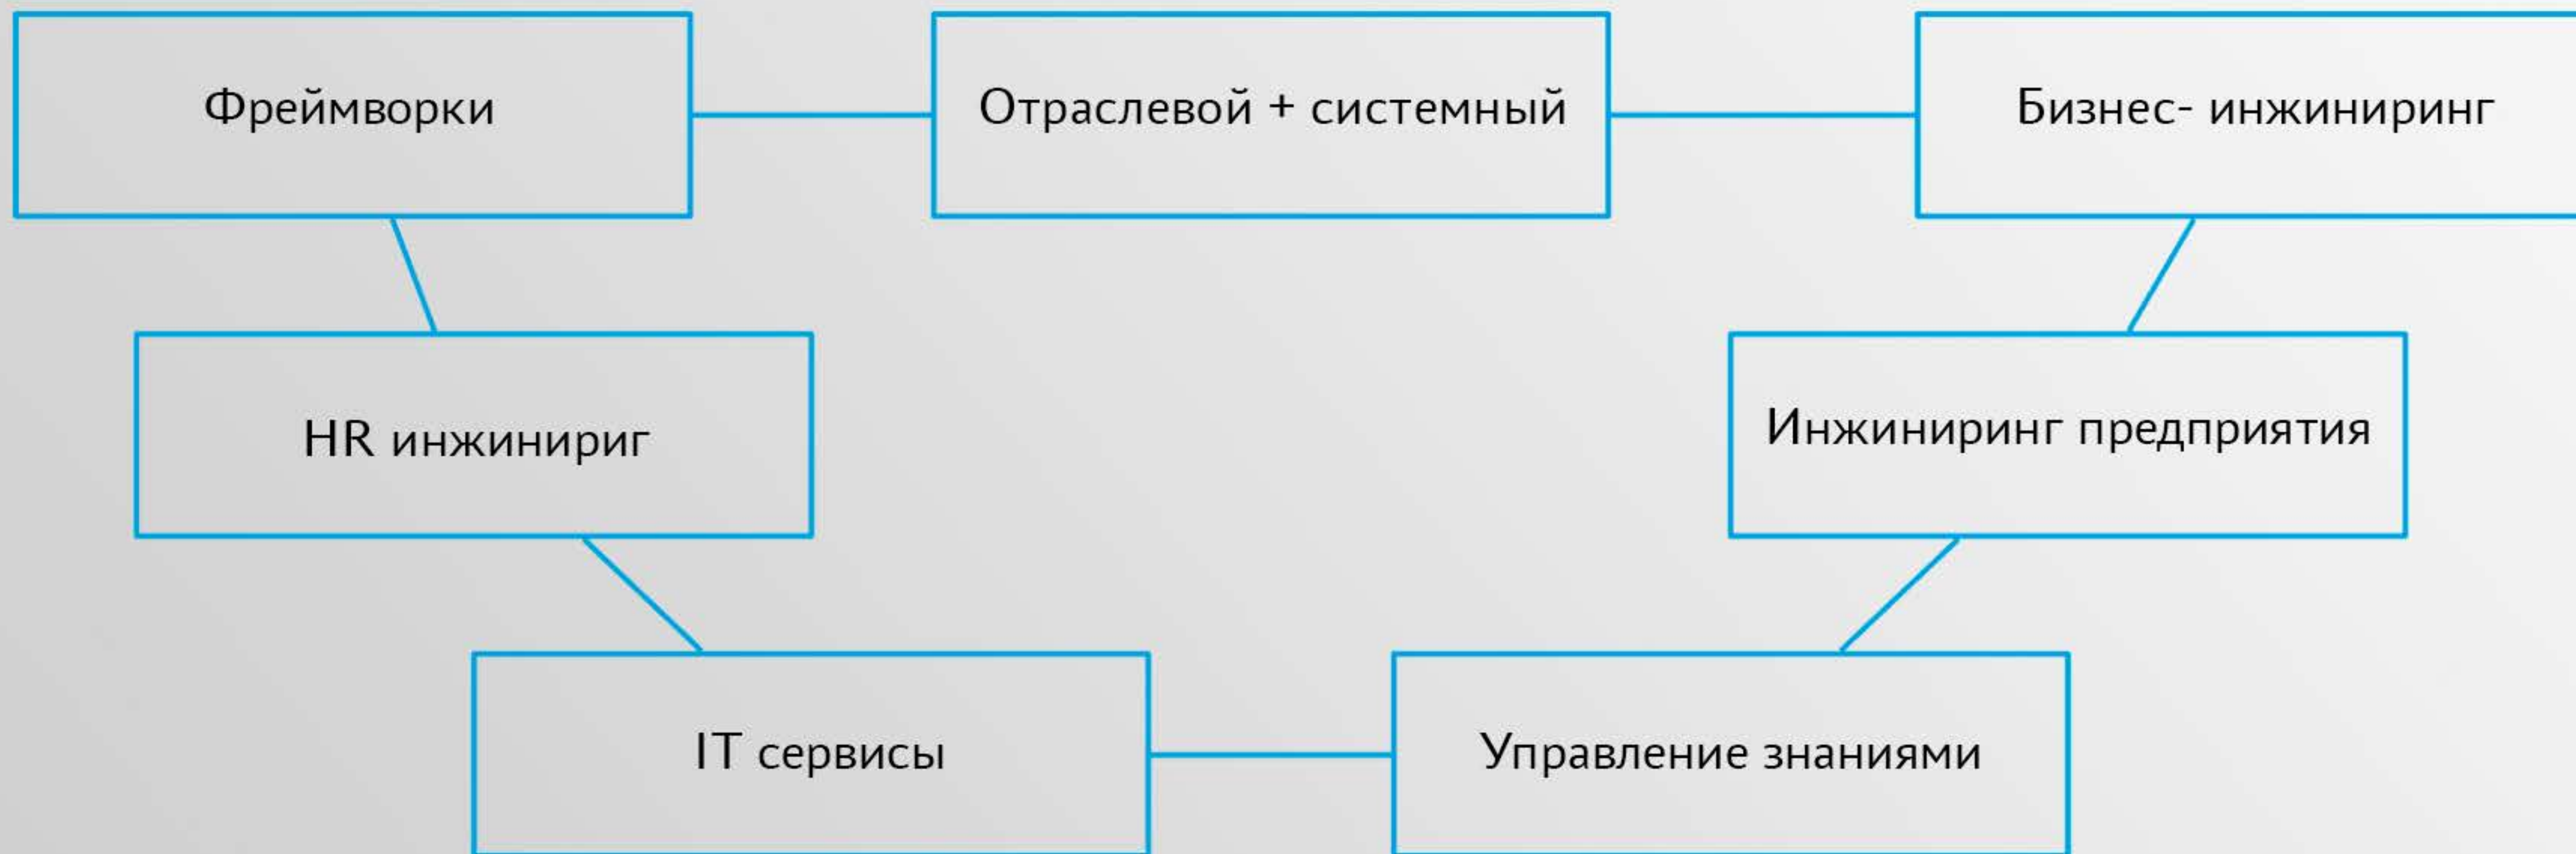 Фреймворки
Отраслевой + системный
Бизнес- инжиниринг
HR инжинириг
Инжиниринг предприятия
IT сервисы
Управление знаниями